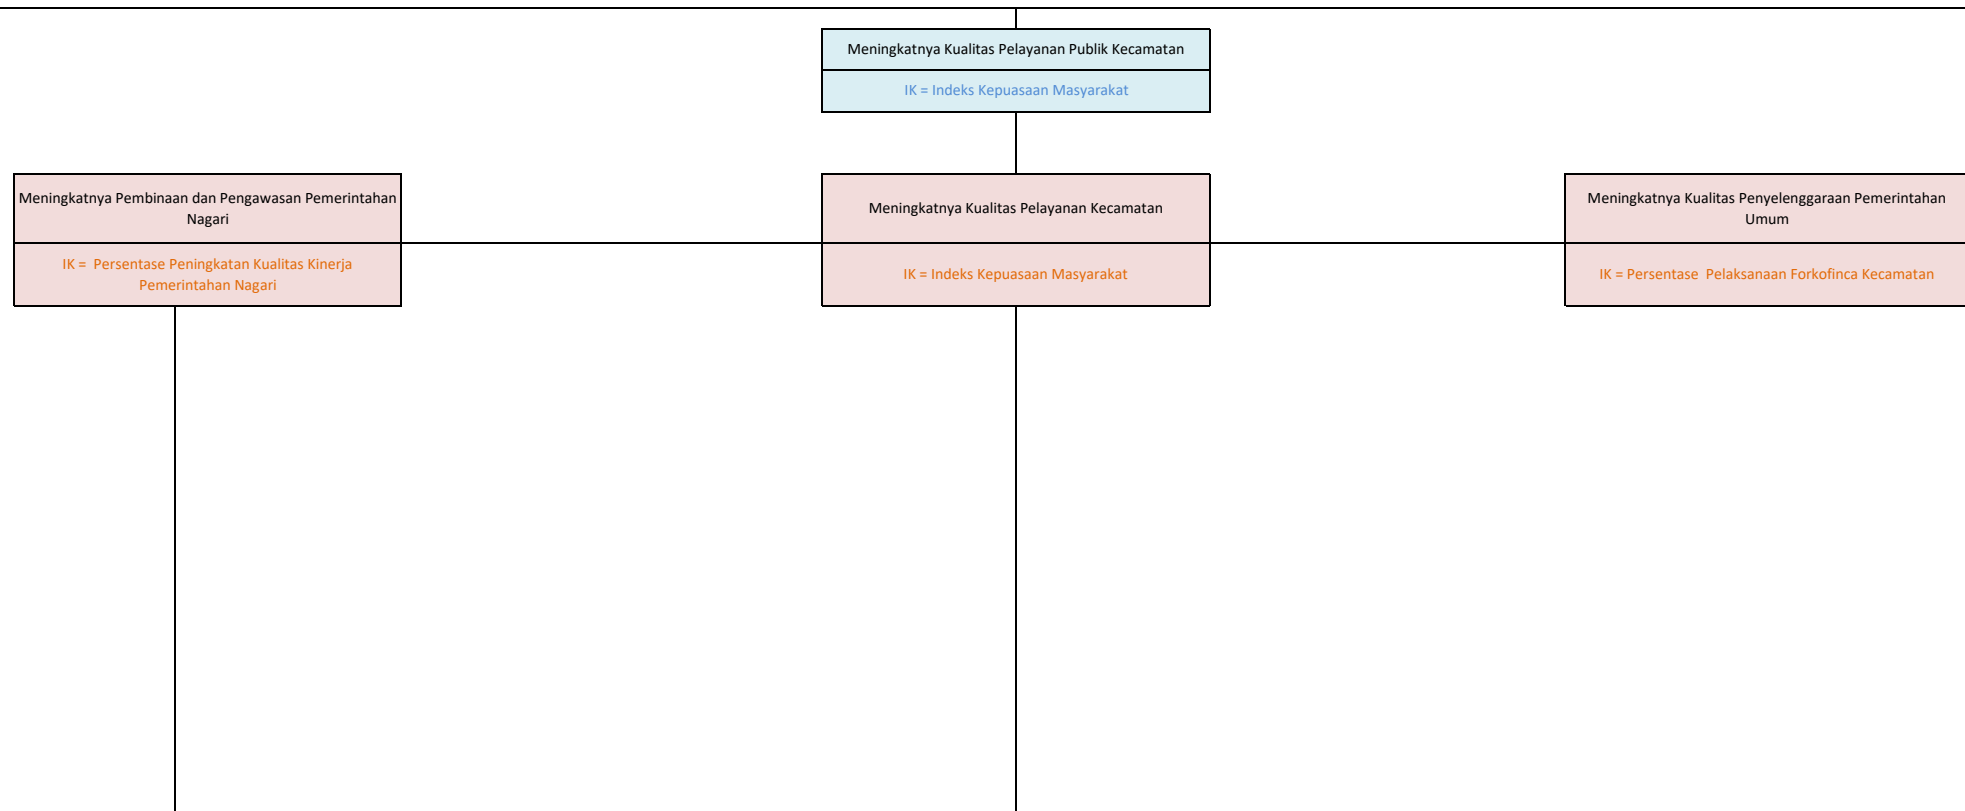 Meningkatnya Kualitas Pelayanan Publik Kecamatan
IK = Indeks Kepuasaan Masyarakat
Meningkatnya Pembinaan dan Pengawasan Pemerintahan
Nagari
IK =  Persentase Peningkatan Kualitas Kinerja
Pemerintahan Nagari
Meningkatnya Kualitas Pelayanan Kecamatan
IK = Indeks Kepuasaan Masyarakat
Meningkatnya Kualitas Penyelenggaraan Pemerintahan
Umum
IK = Persentase  Pelaksanaan Forkofinca Kecamatan